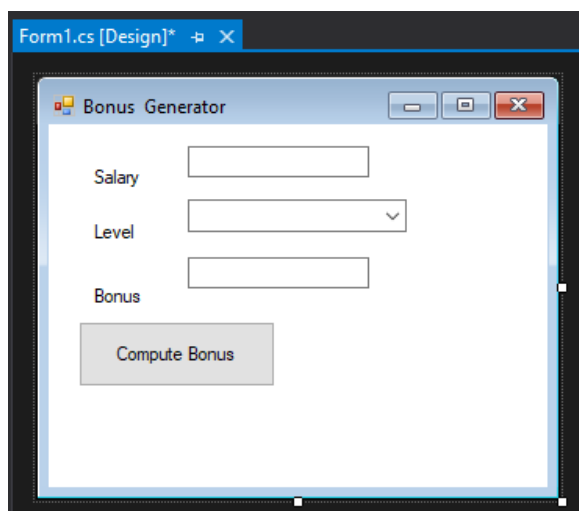 Form1.cs [Design]*
Bonus Generator
Salary
Level
Bonus
Compute Bonus